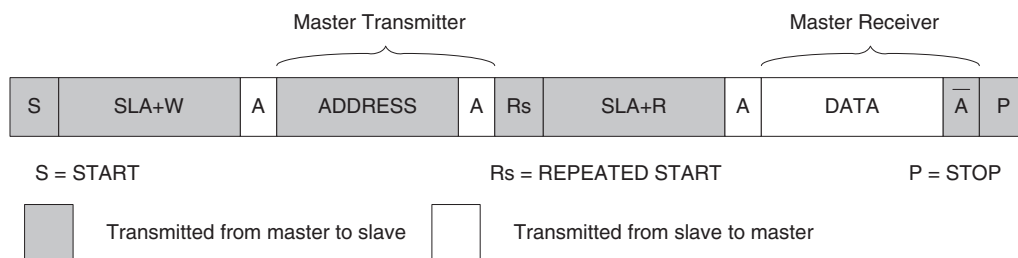 Master Transmitter Master Receiver
S SLA+W A ADDRESS A Rs SLA+R A DATA A̅ P
S = START Rs = REPEATED START P = STOP
Transmitted from master to slave Transmitted from slave to master